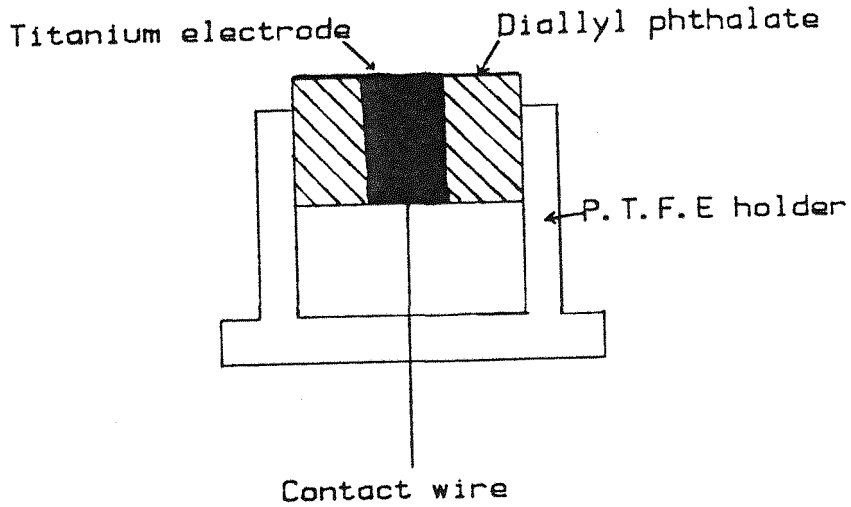 Titanium electrode
Diallyl phthalate
P.T.F.E holder
Contact wire